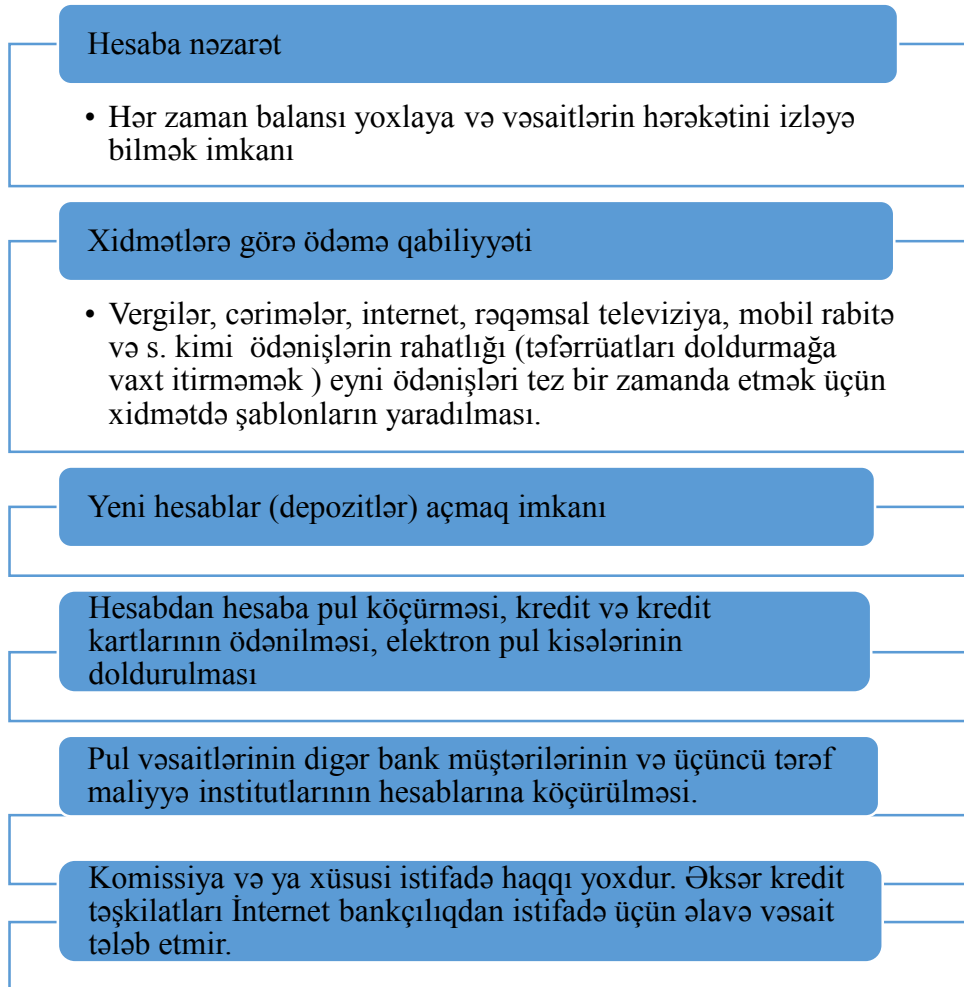 Hesaba nəzarət
• Hər zaman balansı yoxlaya və vəsaitlərin hərəkətini izləyə
bilmək imkanı
Xidmətlərə görə ödəmə qabiliyyəti
• Vergilər, cərimələr, internet, rəqəmsal televiziya, mobil rabitə
və s. kimi  ödənişlərin rahatlığı (təfərrüatları doldurmağa
vaxt itirməmək ) eyni ödənişləri tez bir zamanda etmək üçün
xidmətdə şablonların yaradılması.
Yeni hesablar (depozitlər) açmaq imkanı
Hesabdan hesaba pul köçürməsi, kredit və kredit
kartlarının ödənilməsi, elektron pul kisələrinin
doldurulması
Pul vəsaitlərinin digər bank müştərilərinin və üçüncü tərəf
maliyyə institutlarının hesablarına köçürülməsi.
Komissiya və ya xüsusi istifadə haqqı yoxdur. Əksər kredit
təşkilatları İnternet bankçılıqdan istifadə üçün əlavə vəsait
tələb etmir.